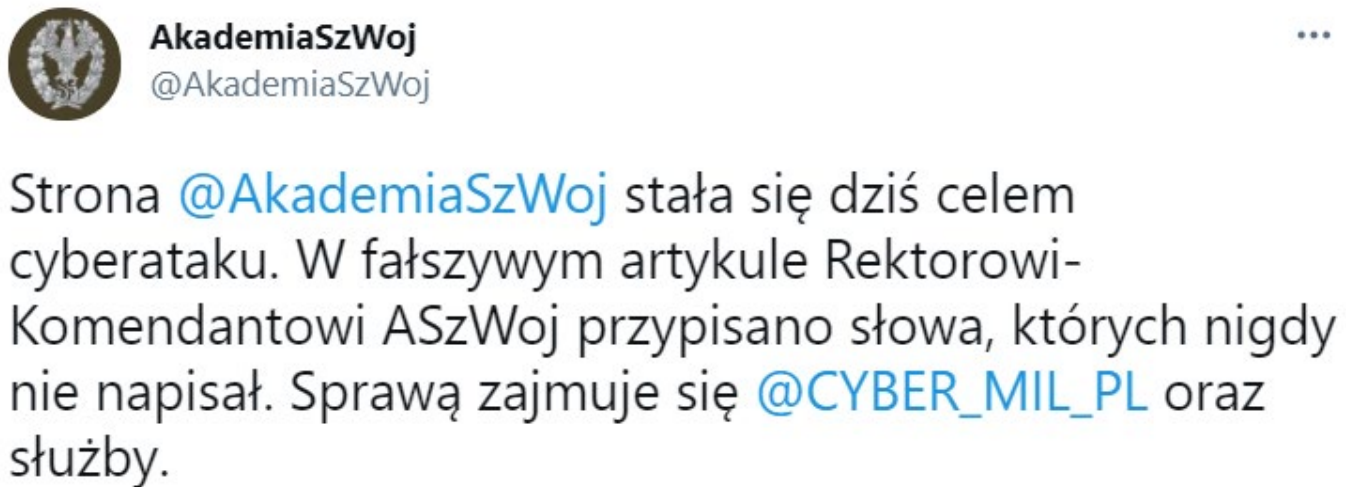 AkademiaSzWoj
@AkademiaSzWoj
Strona @AkademiaSzWoj stała się dziś celem
cyberataku. W fałszywym artykule Rektorowi-
Komendantowi ASzWoj przypisano słowa, których nigdy
nie napisał. Sprawą zajmuje się @CYBER_MIL_PL oraz
służby.